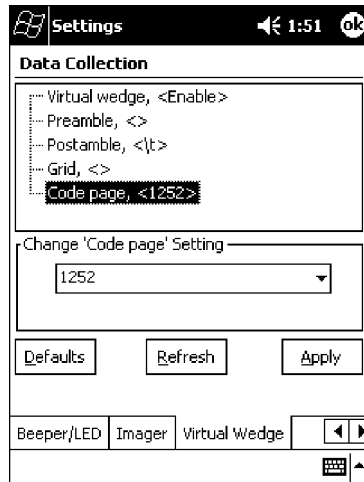 Settings 1:51 ok
Data Collection
Virtual wedge, <Enable>
Preamble, <>
Postamble, <\t>
Grid, <>
Code page, <1252>
Change 'Code page' Setting
1252
Defaults Refresh Apply
Beeper/LED Imager Virtual Wedge